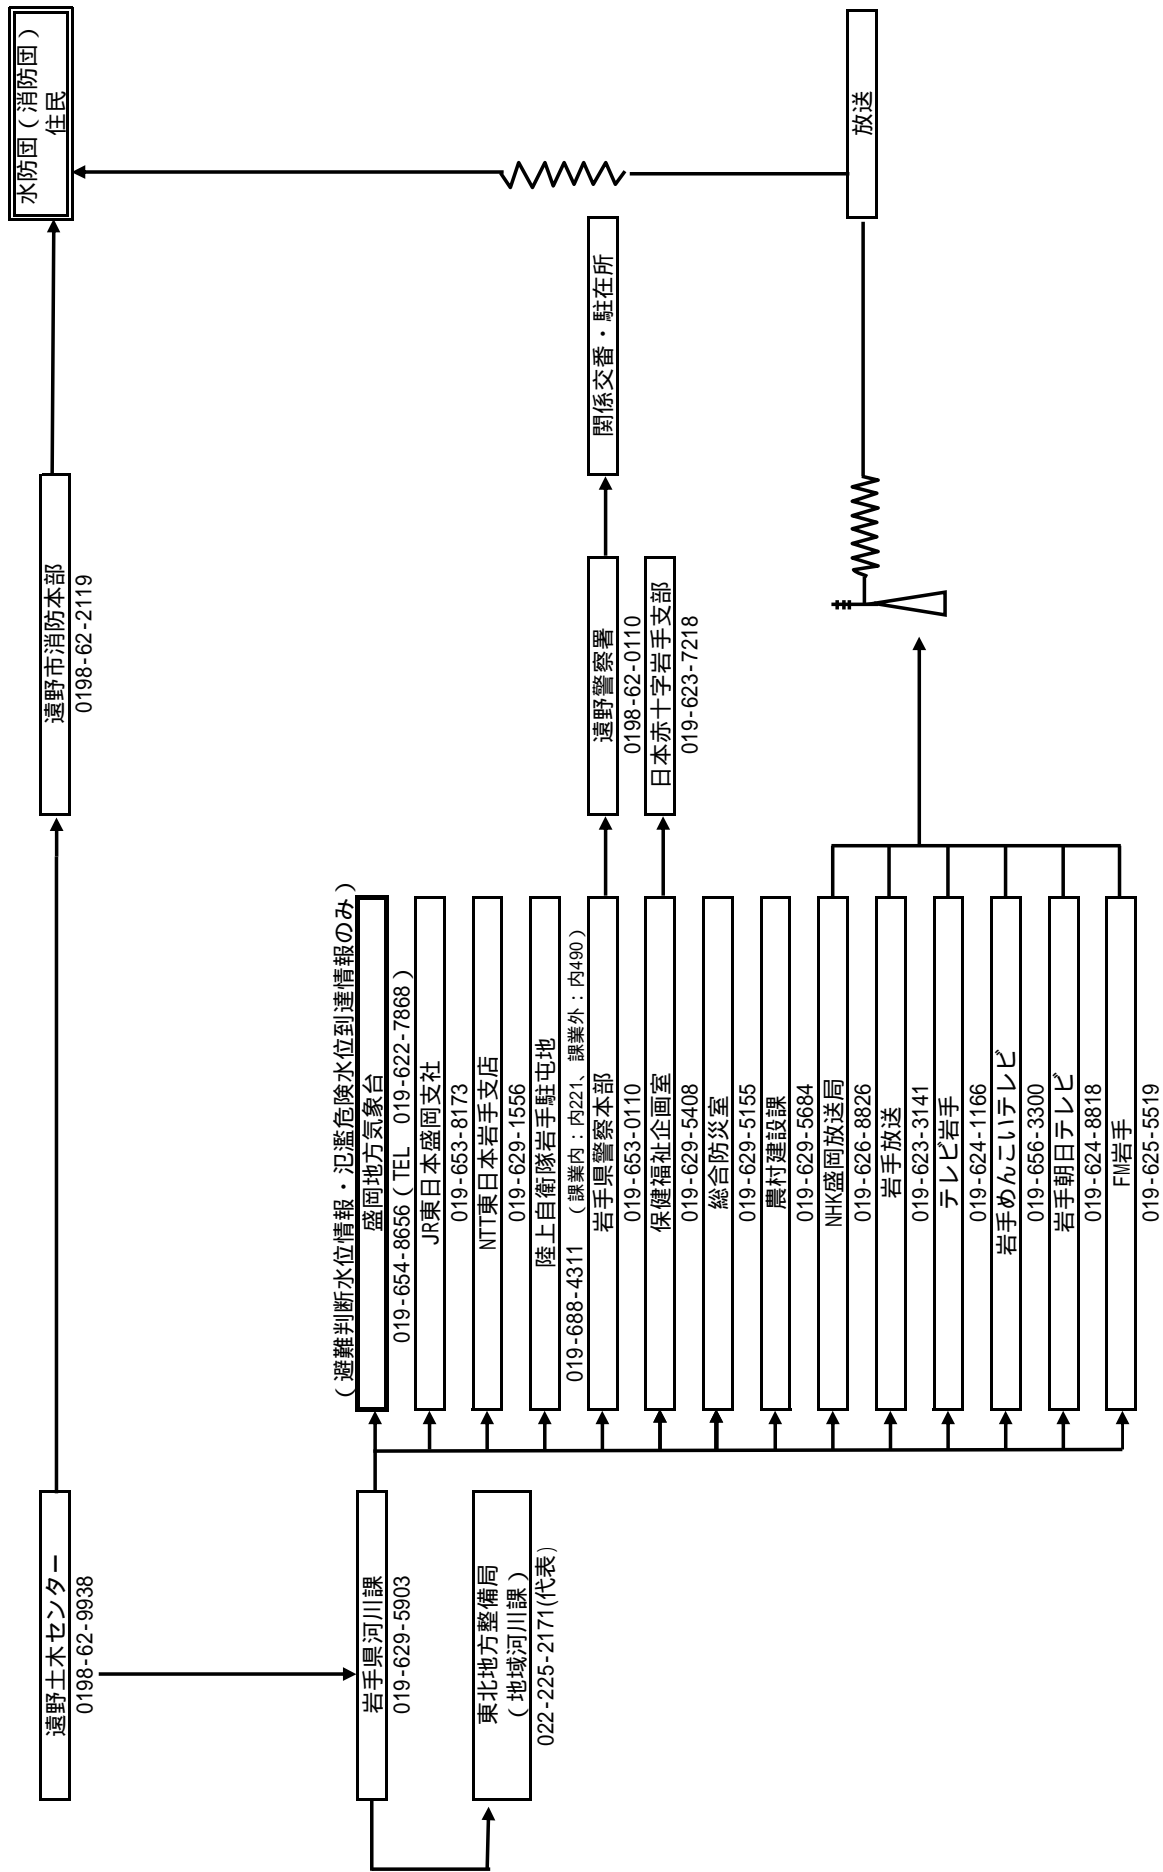 遠野土木センター
0198-62-9938
遠野市消防本部
0198-62-2119
水防団（消防団）
住民
岩手県河川課
019-629-5903
東北地方整備局
（地域河川課）
022-225-2171(代表)
（避難判断水位情報・氾濫危険水位到達情報のみ）
盛岡地方気象台
019-654-8656（TEL 019-622-7868）
JR東日本盛岡支社
019-653-8173
NTT東日本岩手支店
019-629-1556
陸上自衛隊岩手駐屯地
019-688-4311 （課業内：内221、課業外：内490）
岩手県警察本部
019-653-0110
遠野警察署
0198-62-0110
関係交番・駐在所
保健福祉企画室
019-629-5408
日本赤十字岩手支部
019-623-7218
総合防災室
019-629-5155
農村建設課
019-629-5684
NHK盛岡放送局
019-626-8826
岩手放送
019-623-3141
テレビ岩手
019-624-1166
岩手めんこいテレビ
019-656-3300
岩手朝日テレビ
019-624-8818
FM岩手
019-625-5519
放送